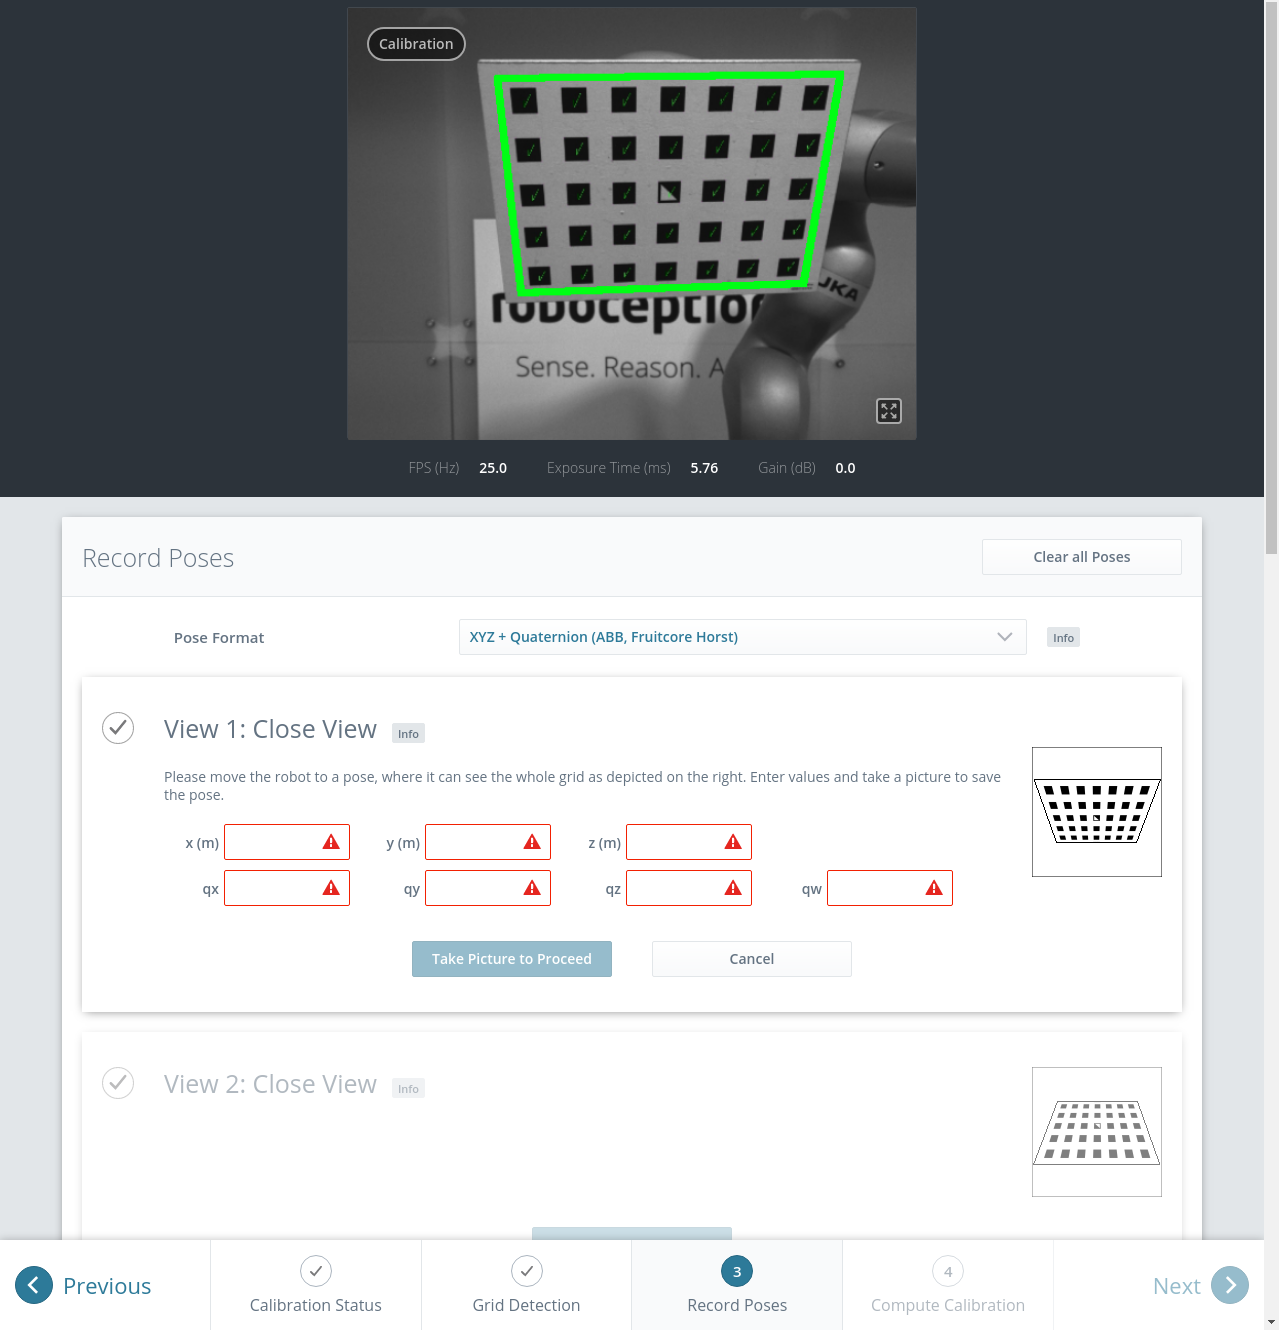 Calibration
JKA
roboception
Sense. Reason. A
FPS (Hz) 25.0 Exposure Time (ms) 5.76 Gain (dB) 0.0
Record Poses
Clear all Poses
Pose Format
XYZ + Quaternion (ABB, Fruitcore Horst)
Info
View 1: Close View
Info
Please move the robot to a pose, where it can see the whole grid as depicted on the right. Enter values and take a picture to save
the pose.
x (m) y (m) z (m)
qx qy qz qw
Take Picture to Proceed
Cancel
View 2: Close View
Info
Previous
Calibration Status
Grid Detection
3
Record Poses
4
Compute Calibration
Next